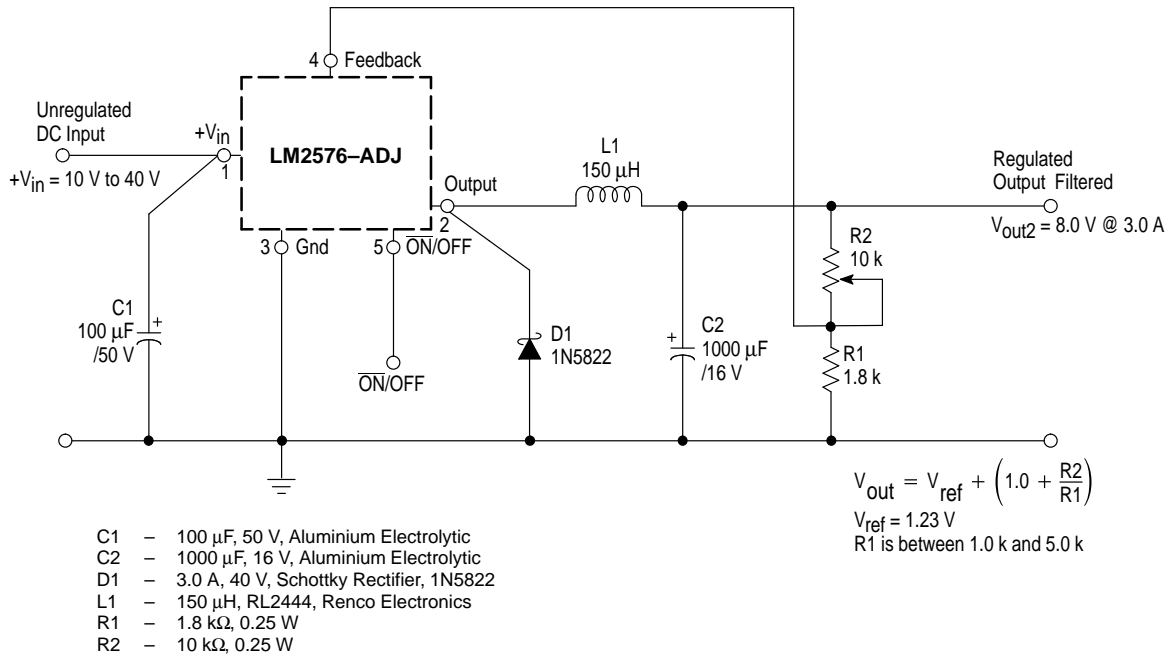 4 Feedback
Unregulated
DC Input
+Vin = 10 V to 40 V
+Vin
1
LM2576–ADJ
Output
2
3 Gnd
5 ON/OFF
ON/OFF
C1
100 µF
/50 V
+
L1
150 µH
D1
1N5822
C2
1000 µF
/16 V
+
R2
10 k
R1
1.8 k
Regulated
Output Filtered
Vout2 = 8.0 V @ 3.0 A
Vout = Vref + (1.0 + R2/R1)
Vref = 1.23 V
R1 is between 1.0 k and 5.0 k
C1 – 100 µF, 50 V, Aluminium Electrolytic
C2 – 1000 µF, 16 V, Aluminium Electrolytic
D1 – 3.0 A, 40 V, Schottky Rectifier, 1N5822
L1 – 150 µH, RL2444, Renco Electronics
R1 – 1.8 kΩ, 0.25 W
R2 – 10 kΩ, 0.25 W